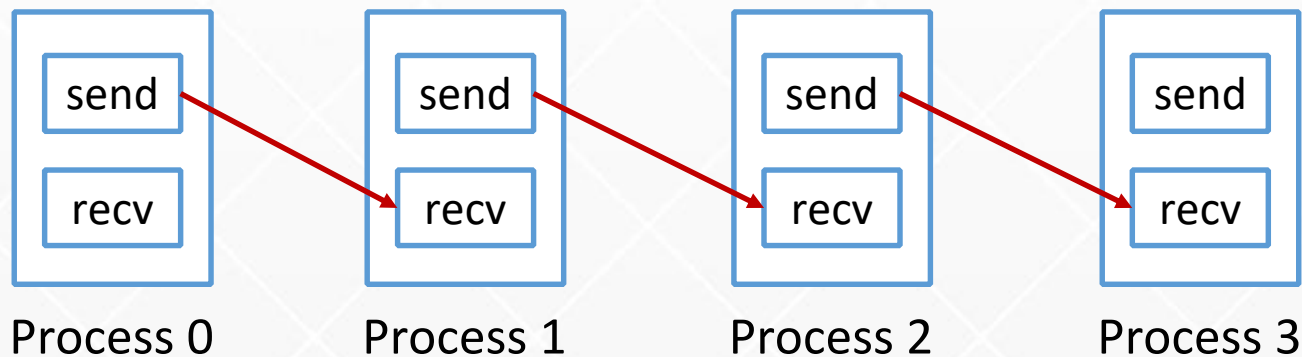 send send send send
recv recv recv recv
Process 0 Process 1 Process 2 Process 3